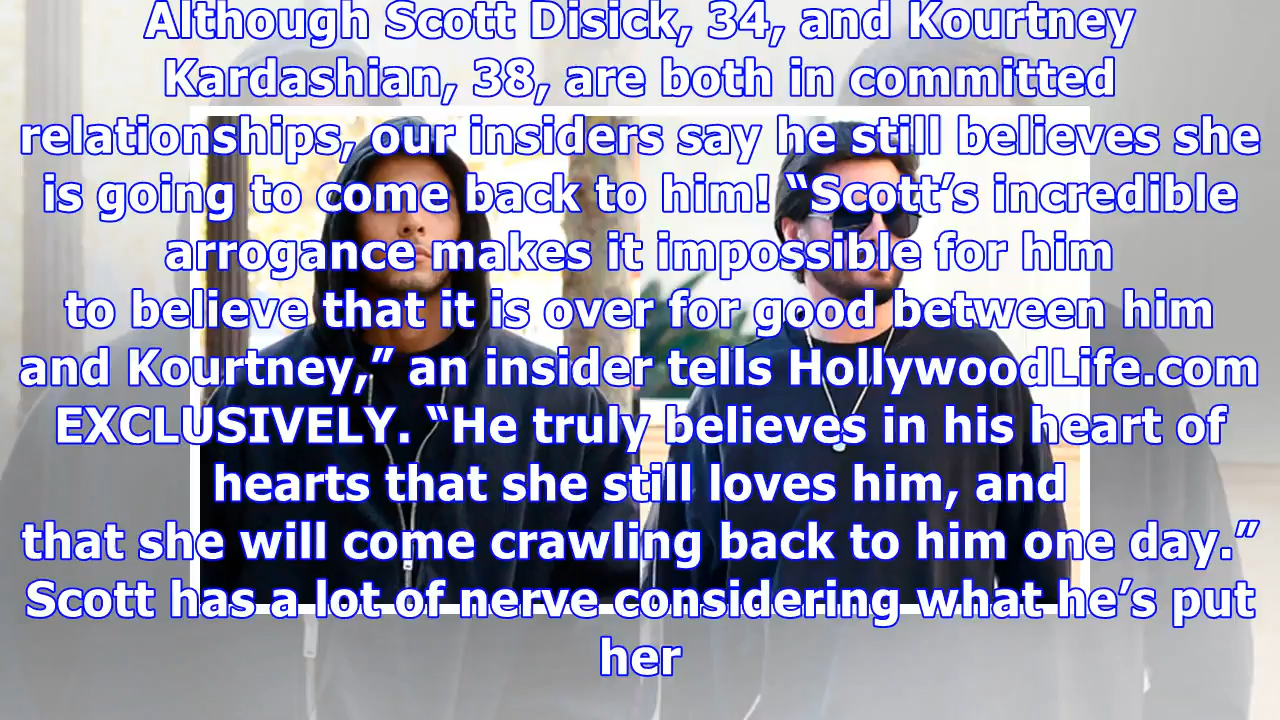 Although Scott Disick, 34, and Kourtney
Kardashian, 38, are both in committed
relationships, our insiders say he still believes she
is going to come back to him! “Scott’s incredible
arrogance makes it impossible for him
to believe that it is over for good between him
and Kourtney,” an insider tells HollywoodLife.com
EXCLUSIVELY. “He truly believes in his heart of
hearts that she still loves him, and
that she will come crawling back to him one day.”
Scott has a lot of nerve considering what he’s put
her